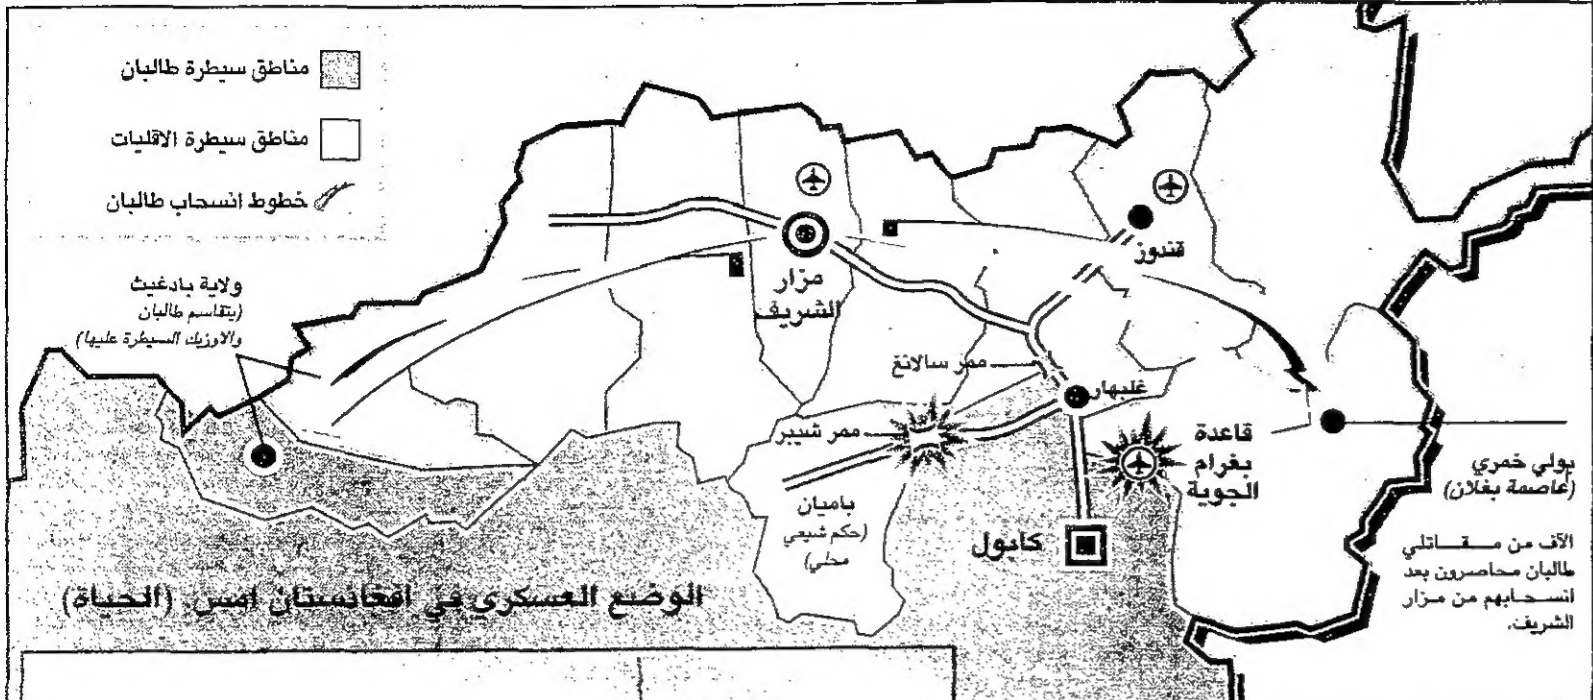 مناطق سيطرة طالبان
مناطق سيطرة الاقليات
خطوط انسحاب طالبان
ولاية بادغيث
(يتقاسم طالبان
والاوزبك السيطرة عليها)
مزار
الشريف
قندوز
ممر سالانغ
غلبهار
ممر شيبر
قاعدة
بغرام
الجوية
باميان
(حكم شيعي
محلي)
كابول
بولي خمري
(عاصمة بغلان)
الآف من مقاتلي
طالبان محاصرون بعد
انسحابهم من مزار
الشريف.
الوضع العسكري في افغانستان امس. (الحياة)